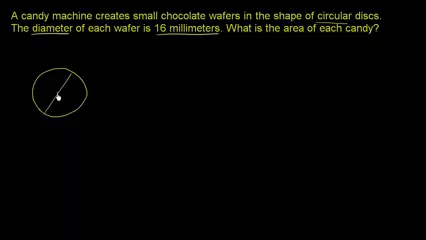 A candy machine creates small chocolate wafers in the shape of circular discs.
The diameter of each wafer is 16 millimeters. What is the area of each candy?